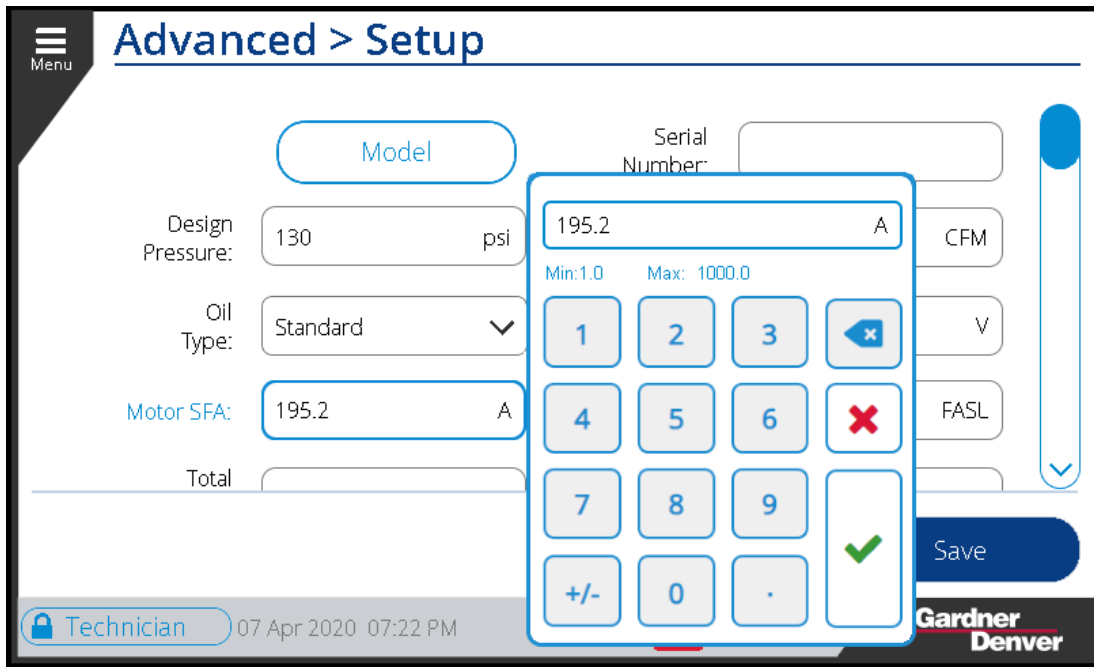 Menu
Advanced > Setup
Model
Serial
Number:
Design
Pressure:
130 psi
CFM
Oil
Type:
Standard
V
Motor SFA:
195.2 A
FASL
Total
195.2 A
Min:1.0 Max: 1000.0
1 2 3
4 5 6
7 8 9
+/- 0 .
Save
Technician 07 Apr 2020 07:22 PM
Gardner
Denver